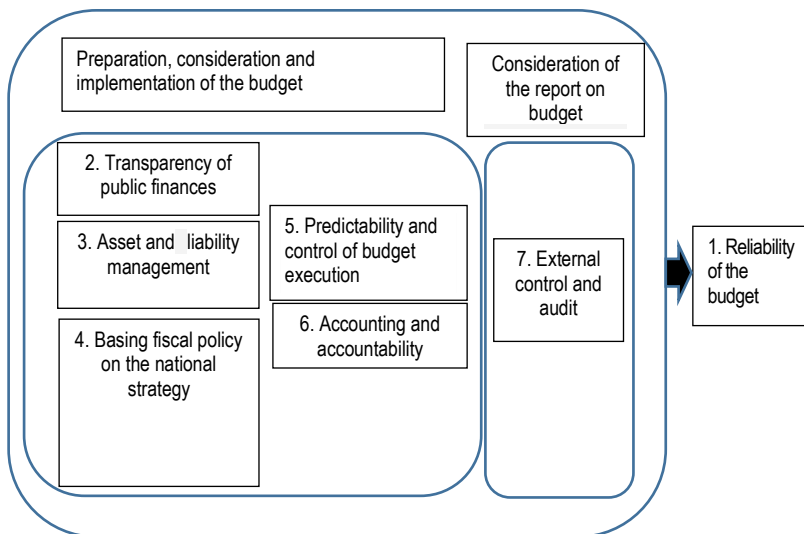 Preparation, consideration and
implementation of the budget
Consideration of
the report on
budget
2. Transparency of
public finances
3. Asset and liability
management
4. Basing fiscal policy
on the national
strategy
5. Predictability and
control of budget
execution
6. Accounting and
accountability
7. External
control and
audit
1. Reliability
of the
budget